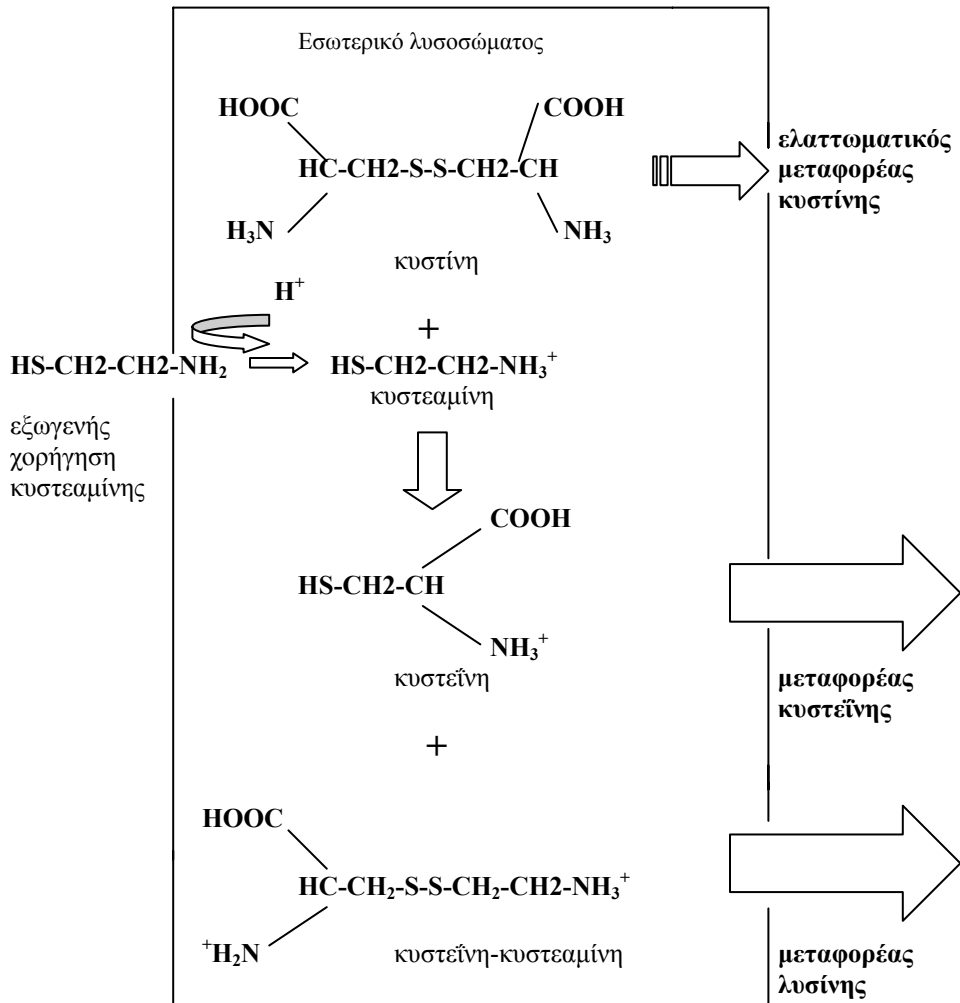 Εσωτερικό λυσοσώματος
HOOC COOH
HC-CH2-S-S-CH2-CH
H₃N NH₃
κυστίνη
ελαττωματικός
μεταφορέας
κυστίνης
H⁺
+
HS-CH2-CH2-NH₂ HS-CH2-CH2-NH₃⁺
κυστεαμίνη
εξωγενής
χορήγηση
κυστεαμίνης
COOH
HS-CH2-CH
NH₃⁺
κυστεΐνη
μεταφορέας
κυστεΐνης
+
HOOC
HC-CH₂-S-S-CH₂-CH2-NH₃⁺
⁺H₂N
κυστεΐνη-κυστεαμίνη
μεταφορέας
λυσίνης